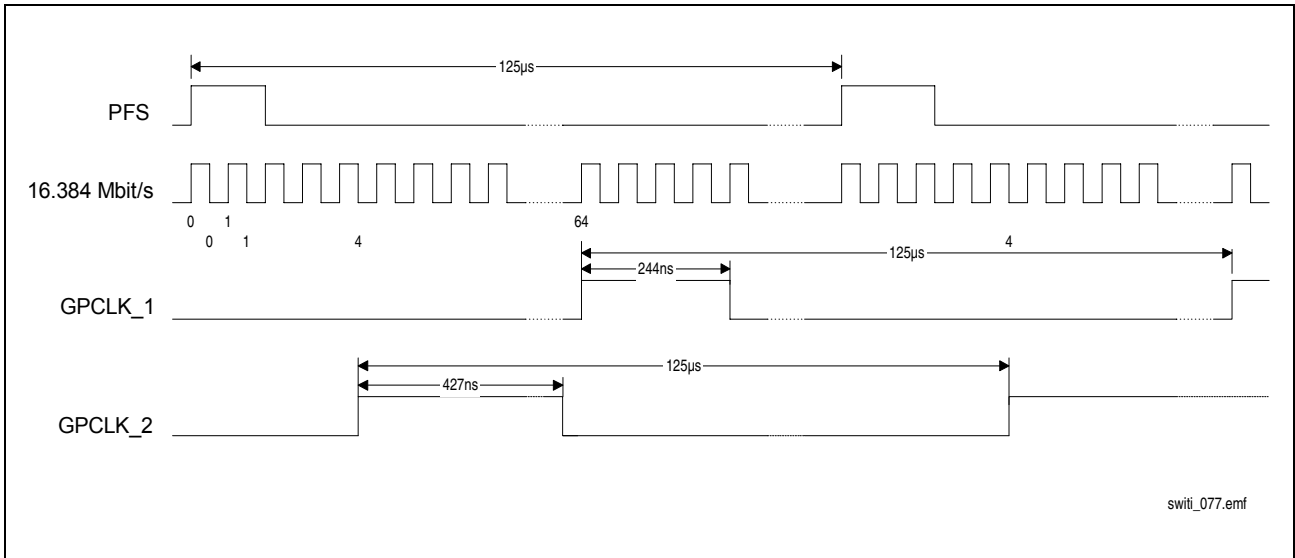 125µs
PFS
16.384 Mbit/s
0 1 64
0 1 4 4
125µs
244ns
GPCLK_1
125µs
427ns
GPCLK_2
switi_077.emf